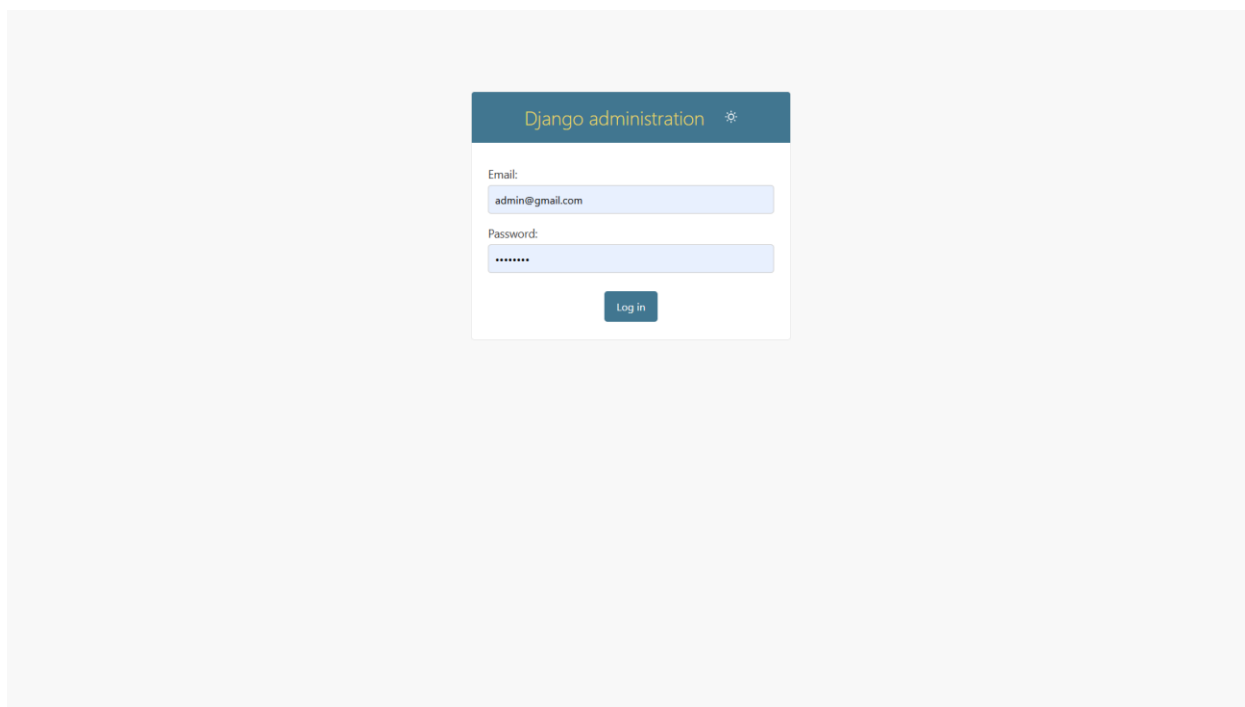 Django administration
Email:
admin@gmail.com
Password:
••••••••
Log in